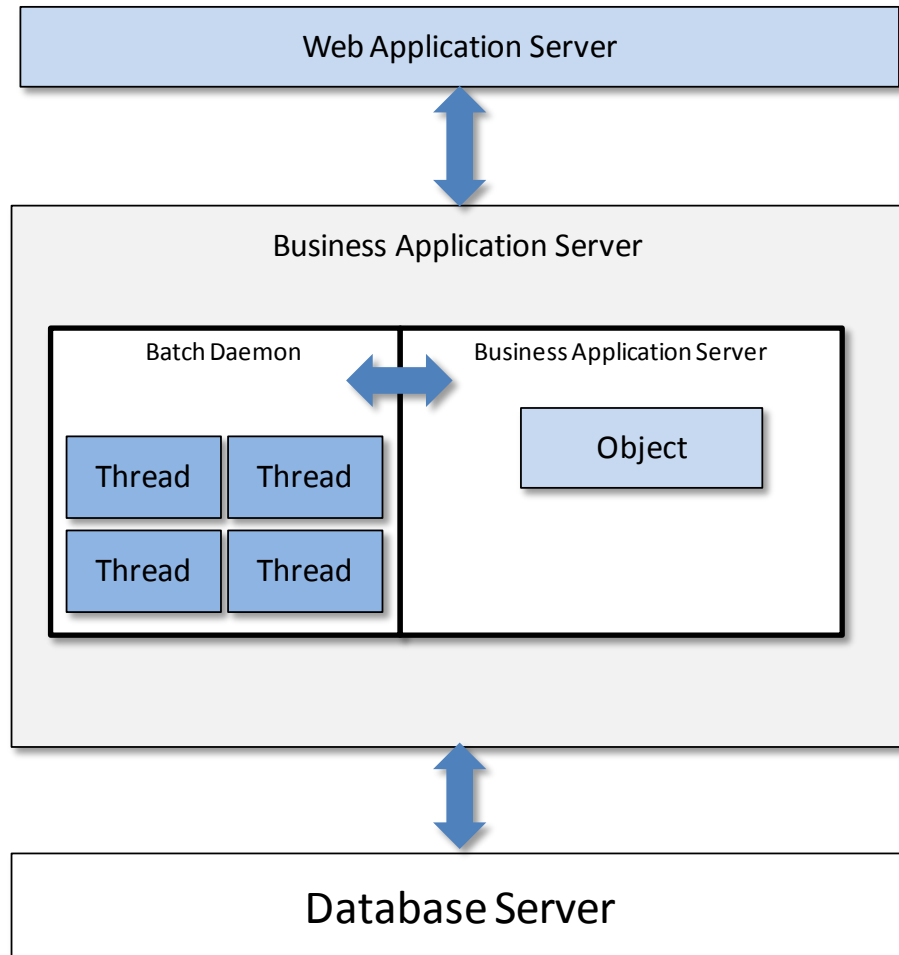 Web Application Server
Business Application Server
Batch Daemon
Business Application Server
Object
Thread
Thread
Thread
Thread
Database Server